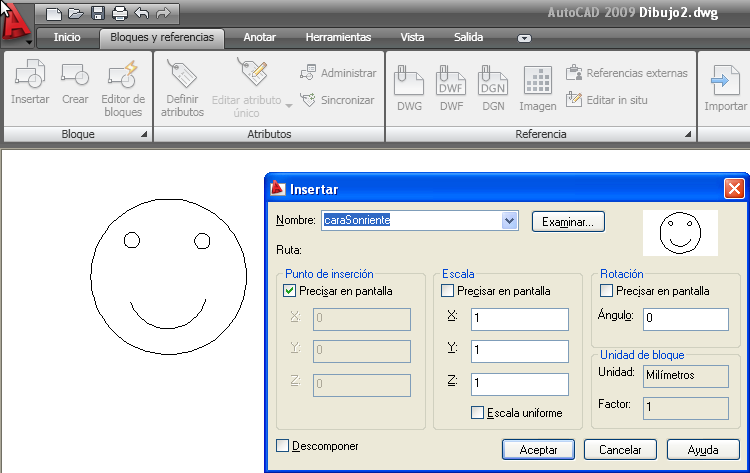 AutoCAD 2009 Dibujo2.dwg
Inicio Bloques y referencias Anotar Herramientas Vista Salida
Insertar Crear Editor de bloques
Definir atributos Editar atributo único Administrar Sincronizar
DWG DWF DGN Imagen Referencias externas Editar in situ
Importar
Bloque Atributos Referencia
Insertar
Nombre: caraSonriente Examinar...
Ruta:
Punto de inserción Escala Rotación
Precisar en pantalla Precisar en pantalla Precisar en pantalla
X: 0 X: 1 Ángulo: 0
Y: 0 Y: 1
Unidad de bloque
Z: 0 Z: 1 Unidad: Milímetros
Escala uniforme Factor: 1
Descomponer Aceptar Cancelar Ayuda